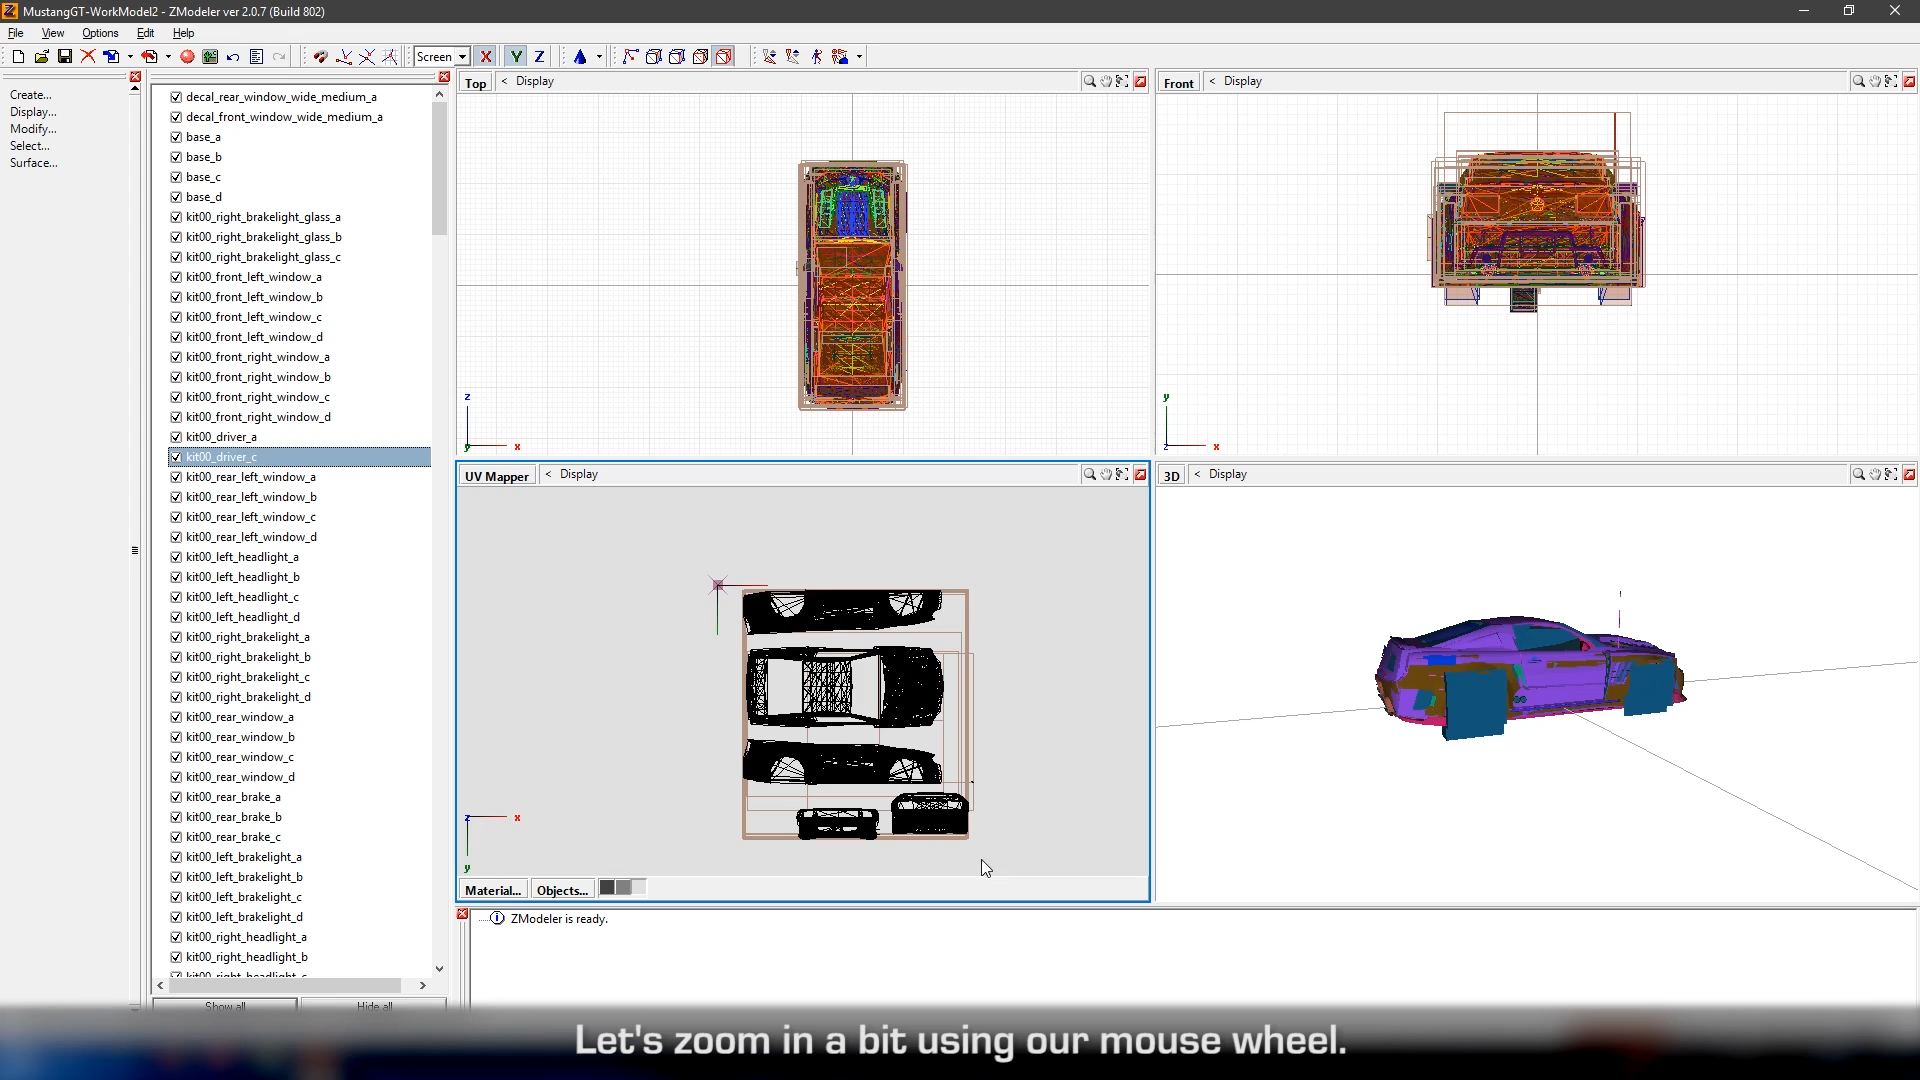 MustangGT-WorkModel2 - ZModeler ver 2.0.7 (Build 802)
File View Options Edit Help
Screen X Y Z
Create...
Display...
Modify...
Select...
Surface...
decal_rear_window_wide_medium_a
decal_front_window_wide_medium_a
base_a
base_b
base_c
base_d
kit00_right_brakelight_glass_a
kit00_right_brakelight_glass_b
kit00_right_brakelight_glass_c
kit00_front_left_window_a
kit00_front_left_window_b
kit00_front_left_window_c
kit00_front_left_window_d
kit00_front_right_window_a
kit00_front_right_window_b
kit00_front_right_window_c
kit00_front_right_window_d
kit00_driver_a
kit00_driver_c
kit00_rear_left_window_a
kit00_rear_left_window_b
kit00_rear_left_window_c
kit00_rear_left_window_d
kit00_left_headlight_a
kit00_left_headlight_b
kit00_left_headlight_c
kit00_left_headlight_d
kit00_right_brakelight_a
kit00_right_brakelight_b
kit00_right_brakelight_c
kit00_right_brakelight_d
kit00_rear_window_a
kit00_rear_window_b
kit00_rear_window_c
kit00_rear_window_d
kit00_rear_brake_a
kit00_rear_brake_b
kit00_rear_brake_c
kit00_left_brakelight_a
kit00_left_brakelight_b
kit00_left_brakelight_c
kit00_left_brakelight_d
kit00_right_headlight_a
kit00_right_headlight_b
kit00_right_headlight_c
Show all Hide all
Top < Display
z
y x
Front < Display
y
z x
UV Mapper < Display
z x
y
Material... Objects...
3D < Display
ZModeler is ready.
Let's zoom in a bit using our mouse wheel.